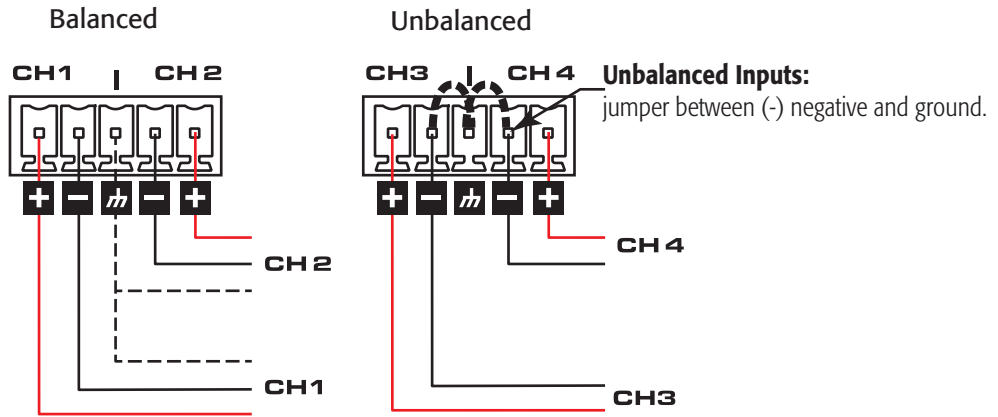 Balanced
Unbalanced
CH1 CH 2
CH3 CH 4
Unbalanced Inputs:
jumper between (-) negative and ground.
+ − − +
+ − − +
CH 4
CH 2
CH1
CH3